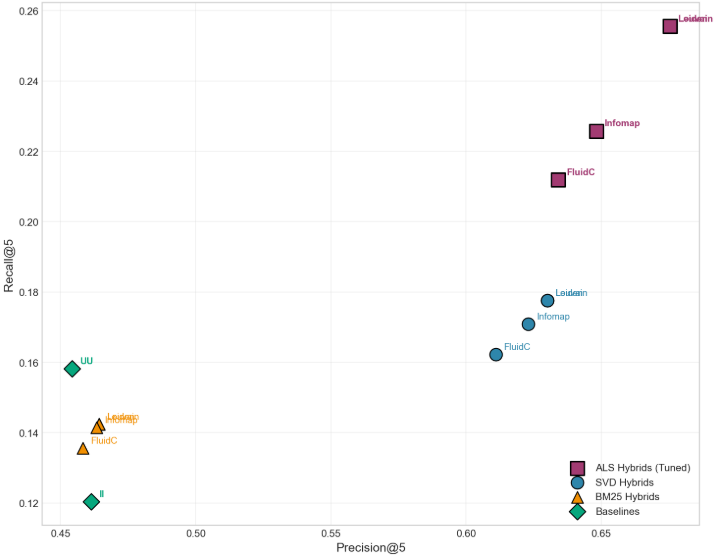 0.26
0.24
0.22
0.20
0.18
0.16
0.14
0.12
Recall@5
Infomap
FluidC
Infomap
FluidC
UU
Infomap
FluidC
II
ALS Hybrids (Tuned)
SVD Hybrids
BM25 Hybrids
Baselines
0.45
0.50
0.55
0.60
0.65
Precision@5